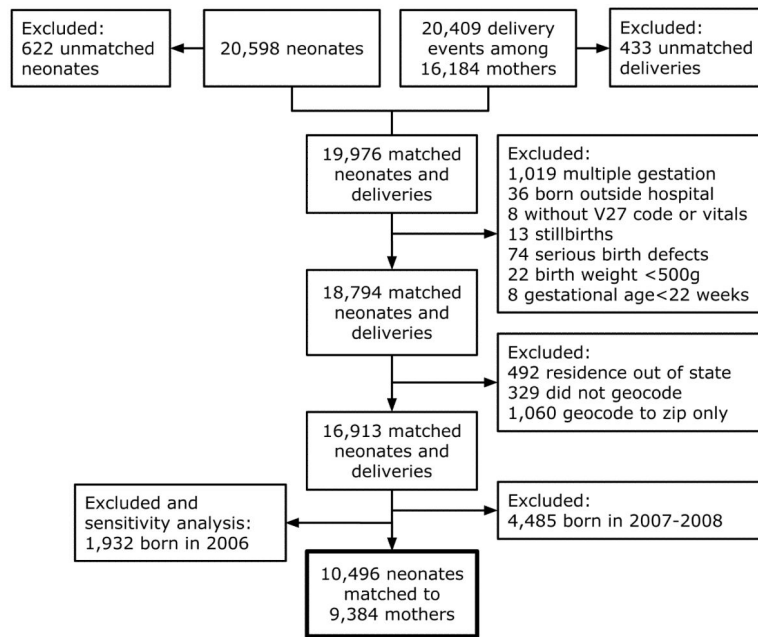 Excluded:
622 unmatched
neonates
20,598 neonates
20,409 delivery
events among
16,184 mothers
Excluded:
433 unmatched
deliveries
19,976 matched
neonates and
deliveries
Excluded:
1,019 multiple gestation
36 born outside hospital
8 without V27 code or vitals
13 stillbirths
74 serious birth defects
22 birth weight <500g
8 gestational age<22 weeks
18,794 matched
neonates and
deliveries
Excluded:
492 residence out of state
329 did not geocode
1,060 geocode to zip only
16,913 matched
neonates and
deliveries
Excluded and
sensitivity analysis:
1,932 born in 2006
Excluded:
4,485 born in 2007-2008
10,496 neonates
matched to
9,384 mothers